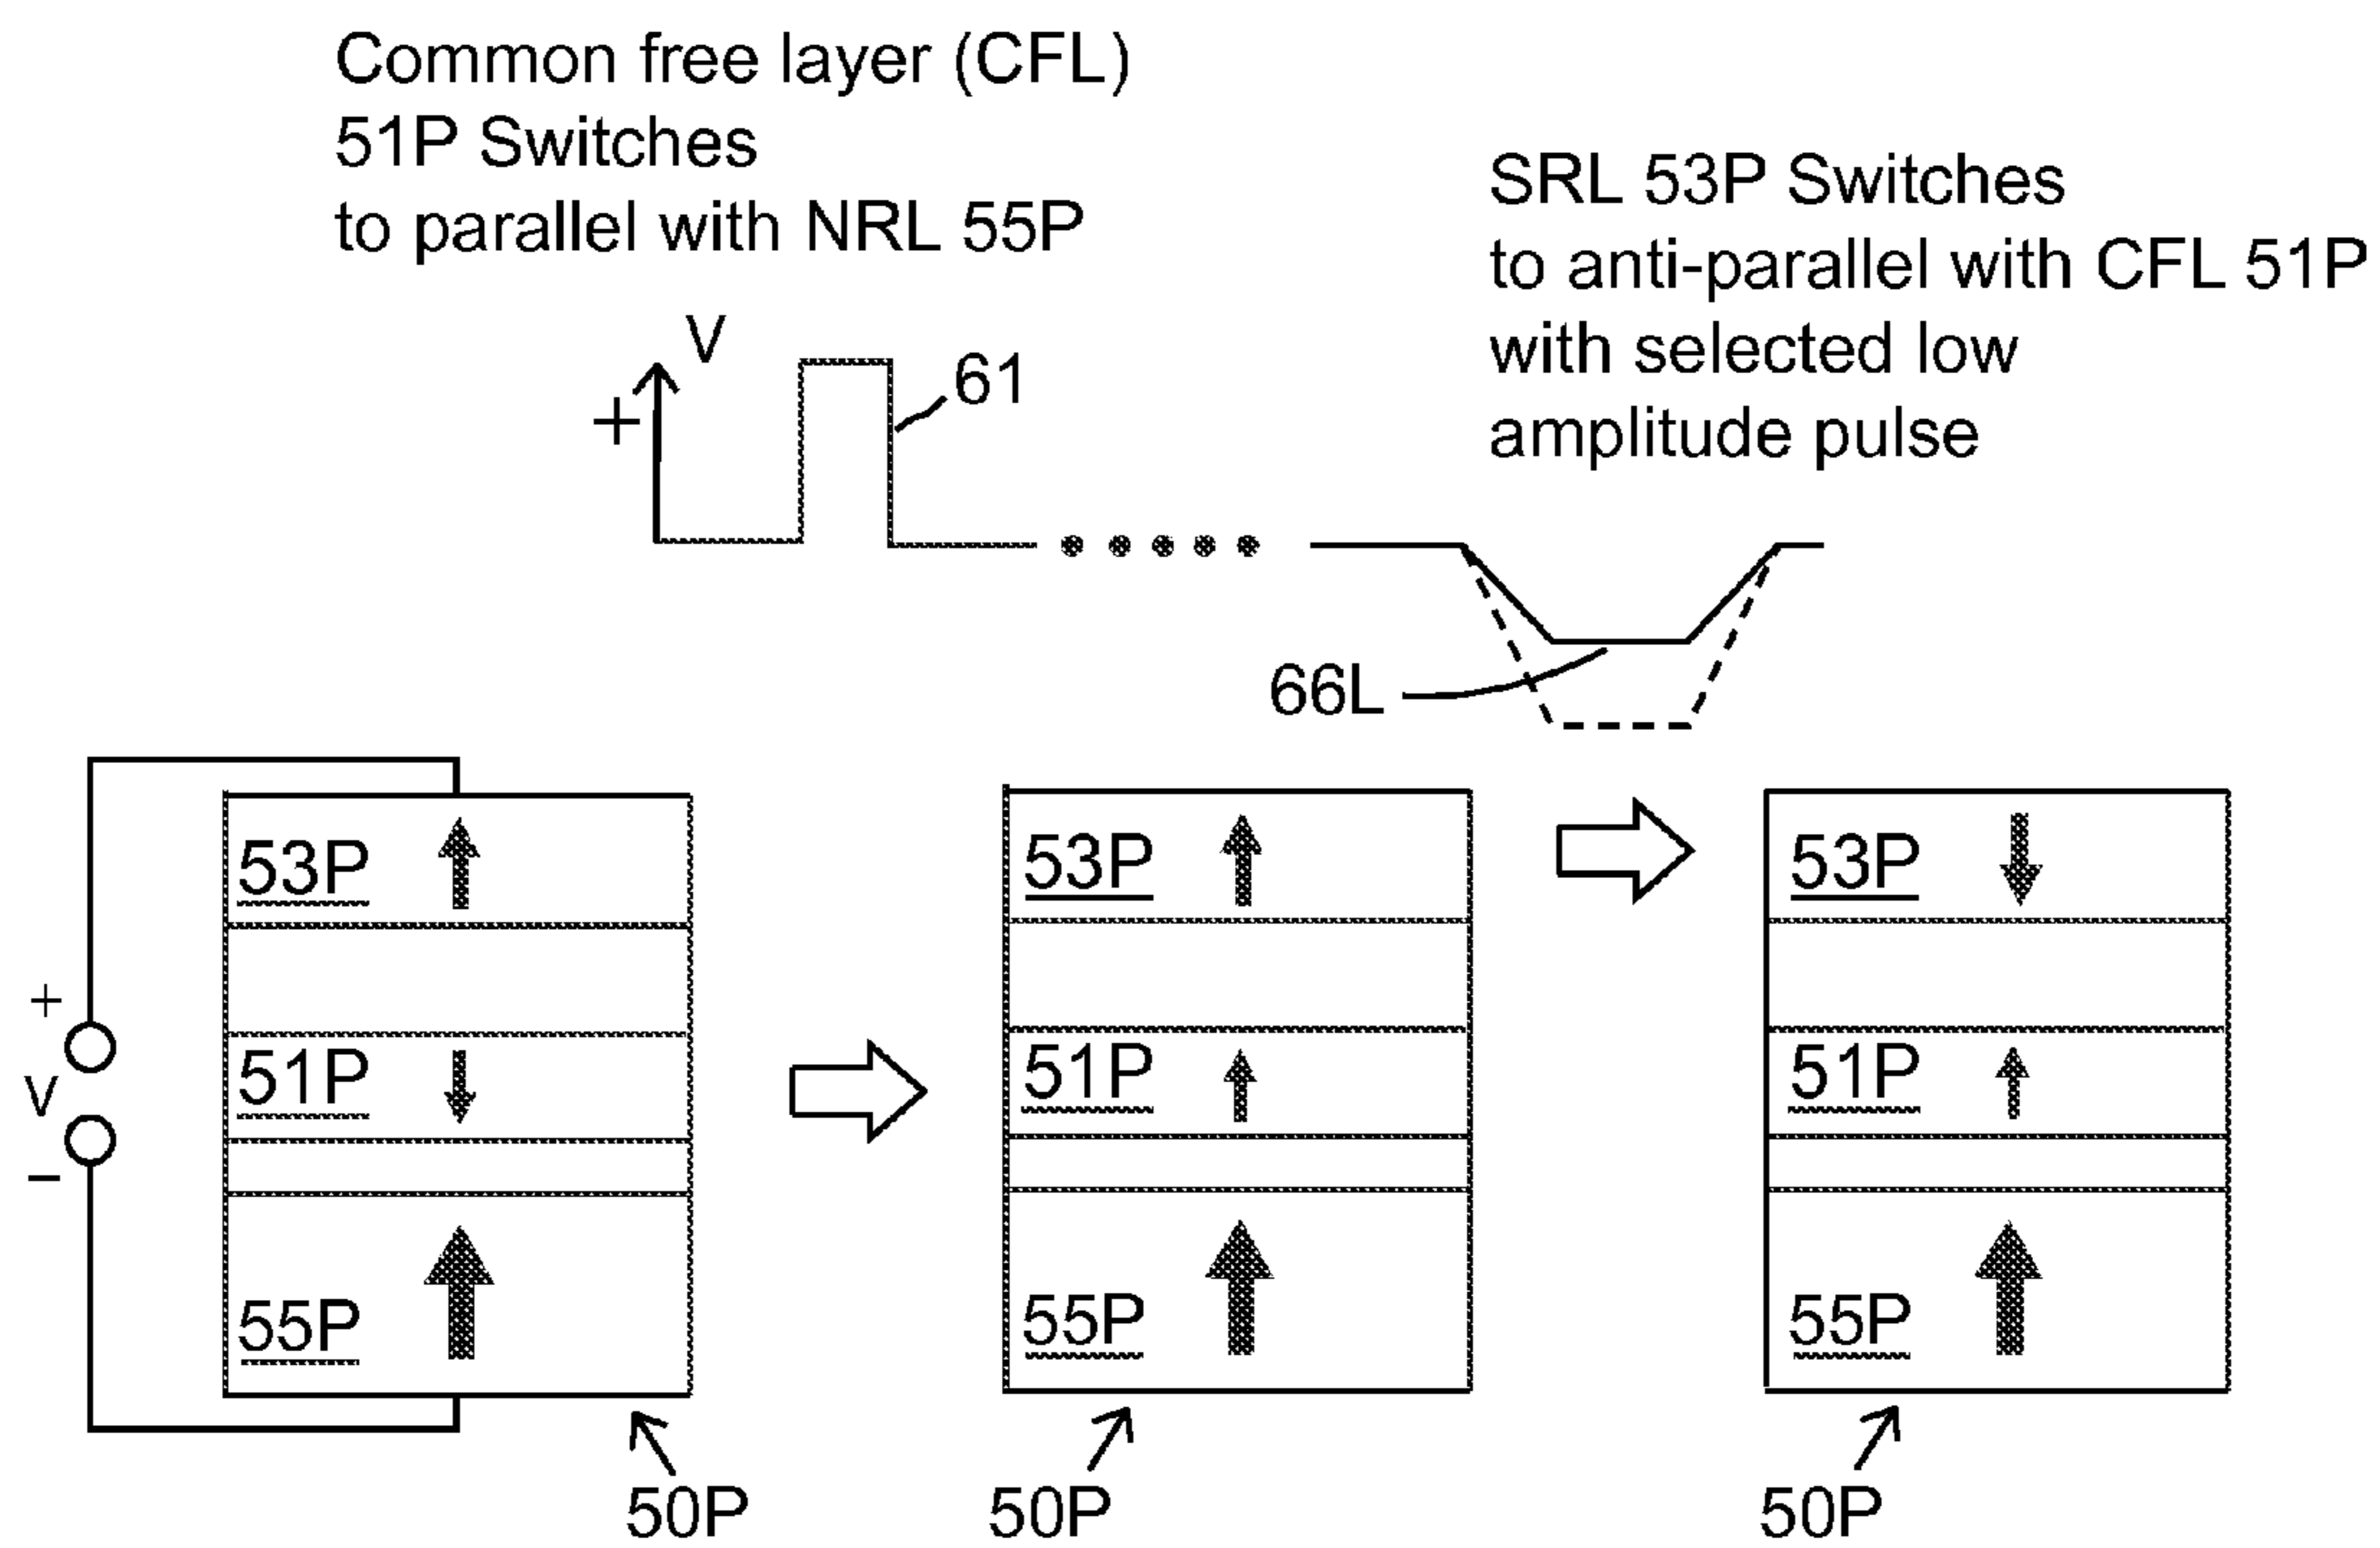 Common free layer (CFL)
51P Switches
to parallel with NRL 55P
SRL 53P Switches
to anti-parallel with CFL 51P
with selected low
amplitude pulse
V
+
61
66L
53P
51P
55P
+
V
−
50P
53P
51P
55P
50P
53P
51P
55P
50P